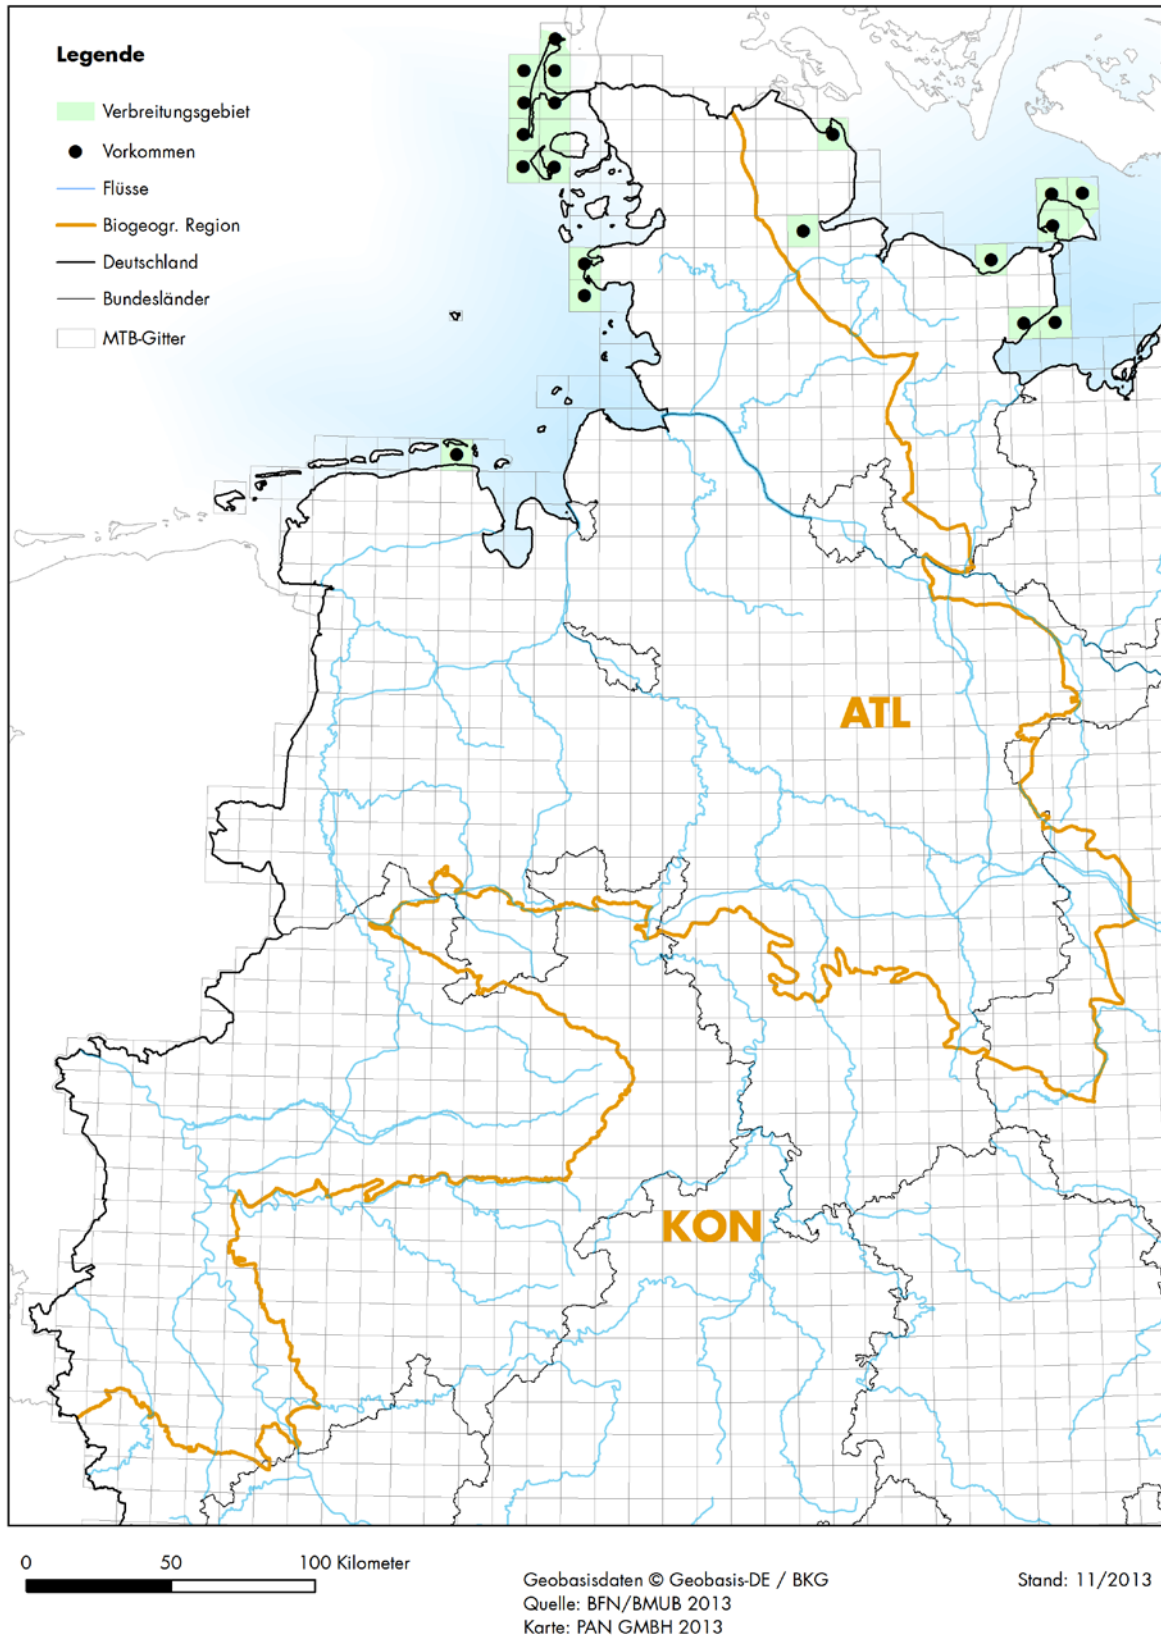 Legende
Verbreitungsgebiet
Vorkommen
Flüsse
Biogeogr. Region
Deutschland
Bundesländer
MTB-Gitter
ATL
KON
0 50 100 Kilometer
Geobasisdaten © Geobasis-DE / BKG
Quelle: BFN/BMUB 2013
Karte: PAN GMBH 2013
Stand: 11/2013